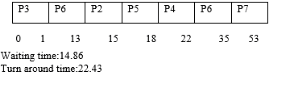 P3 P6 P2 P5 P4 P6 P7
0 1 13 15 18 22 35 53
Waiting time:14.86
Turn around time:22.43